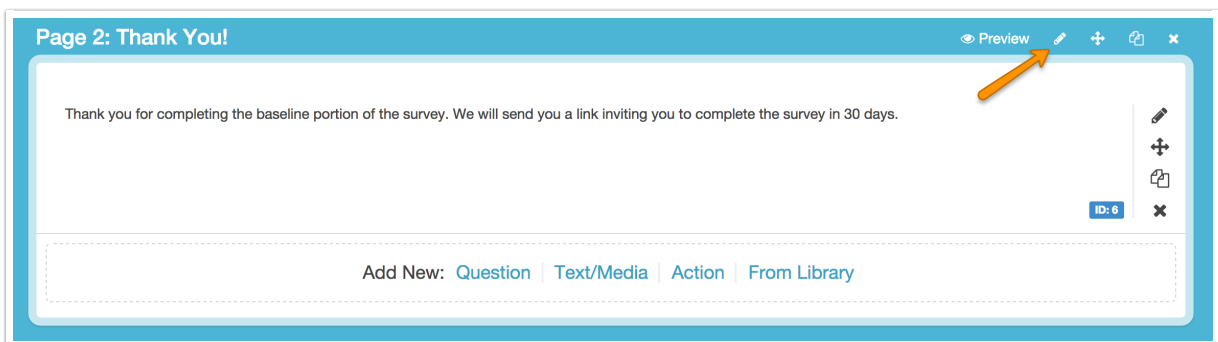 Page 2: Thank You!
Preview
Thank you for completing the baseline portion of the survey. We will send you a link inviting you to complete the survey in 30 days.
ID: 6
Add New: Question Text/Media Action From Library